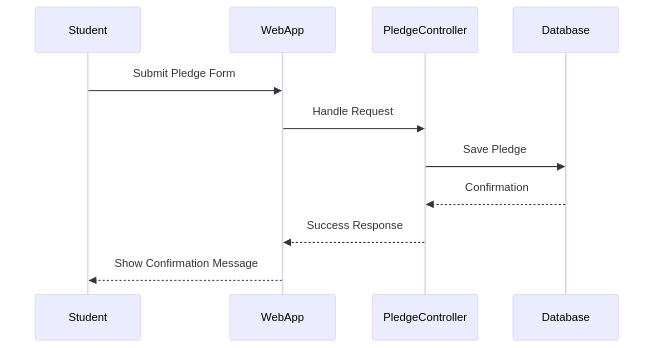 Student
WebApp
PledgeController
Database
Submit Pledge Form
Handle Request
Save Pledge
Confirmation
Success Response
Show Confirmation Message
Student
WebApp
PledgeController
Database